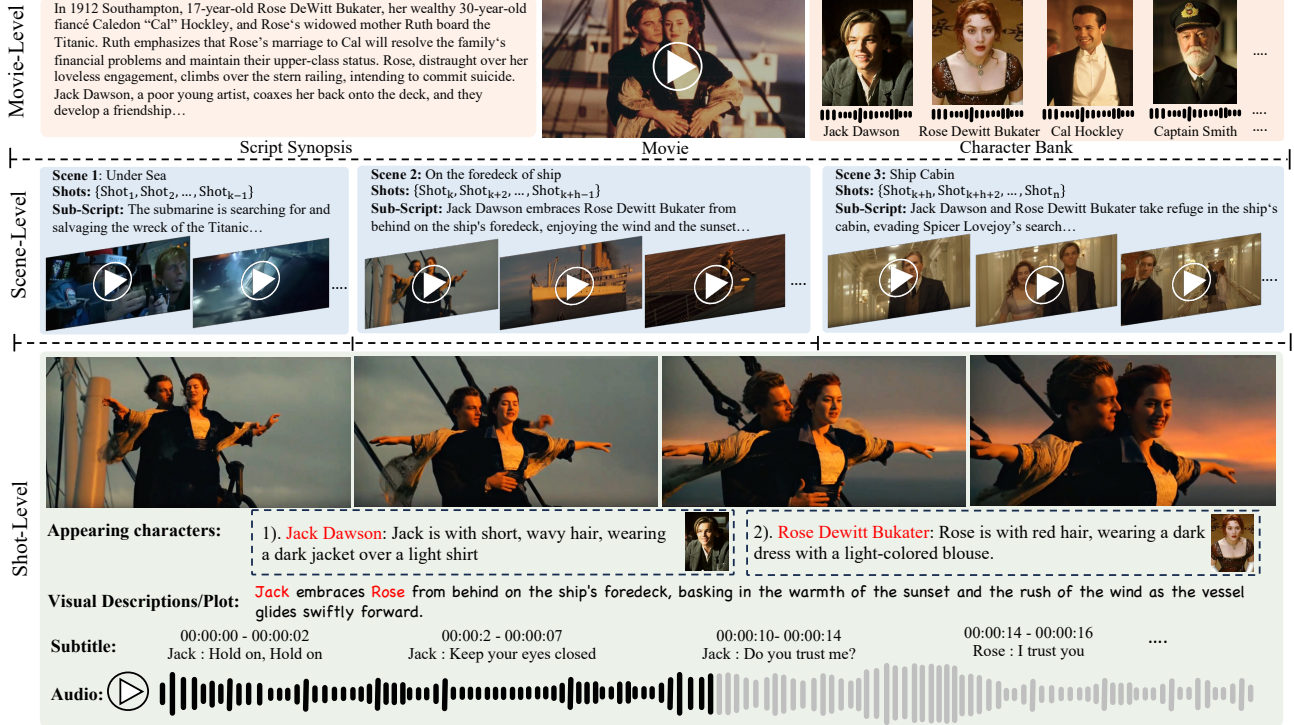 Movie-Level
In 1912 Southampton, 17-year-old Rose DeWitt Bukater, her wealthy 30-year-old
fiancé Caledon “Cal” Hockley, and Rose‘s widowed mother Ruth board the
Titanic. Ruth emphasizes that Rose’s marriage to Cal will resolve the family‘s
financial problems and maintain their upper-class status. Rose, distraught over her
loveless engagement, climbs over the stern railing, intending to commit suicide.
Jack Dawson, a poor young artist, coaxes her back onto the deck, and they
develop a friendship…
....
....
Jack Dawson
Rose Dewitt Bukater
Cal Hockley
Captain Smith
....
Script Synopsis
Movie
Character Bank
Scene-Level
Scene 1: Under Sea
Shots: {Shot₁, Shot₂, ..., Shotₖ₋₁}
Sub-Script: The submarine is searching for and
salvaging the wreck of the Titanic…
....
Scene 2: On the foredeck of ship
Shots: {Shotₖ, Shotₖ₊₂, ..., Shotₖ₊ₕ₋₁}
Sub-Script: Jack Dawson embraces Rose Dewitt Bukater from
behind on the ship's foredeck, enjoying the wind and the sunset…
....
Scene 3: Ship Cabin
Shots: {Shotₖ₊ₕ, Shotₖ₊ₕ₊₂, ..., Shotₙ}
Sub-Script: Jack Dawson and Rose Dewitt Bukater take refuge in the ship‘s
cabin, evading Spicer Lovejoy’s search…
....
Shot-Level
Appearing characters:
1). Jack Dawson: Jack is with short, wavy hair, wearing
a dark jacket over a light shirt
2). Rose Dewitt Bukater: Rose is with red hair, wearing a dark
dress with a light-colored blouse.
Visual Descriptions/Plot:
Jack embraces Rose from behind on the ship's foredeck, basking in the warmth of the sunset and the rush of the wind as the vessel
glides swiftly forward.
Subtitle:
00:00:00 - 00:00:02
Jack : Hold on, Hold on
00:00:2 - 00:00:07
Jack : Keep your eyes closed
00:00:10- 00:00:14
Jack : Do you trust me?
00:00:14 - 00:00:16
Rose : I trust you
....
Audio: